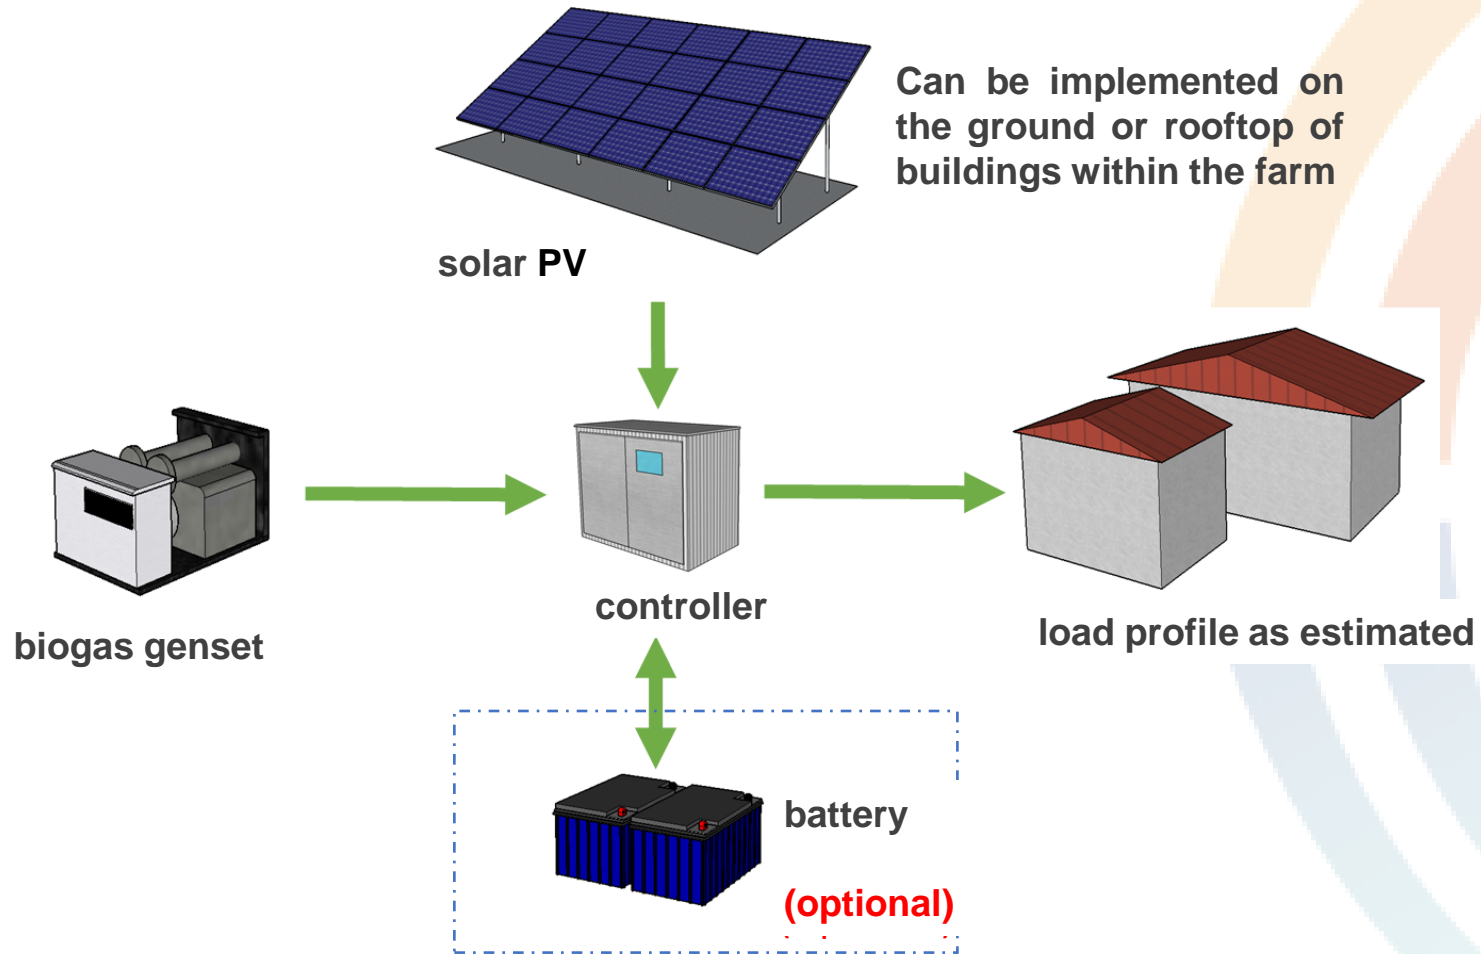 Can be implemented on
the ground or rooftop of
buildings within the farm
solar PV
controller
biogas genset
load profile as estimated
battery
(optional)